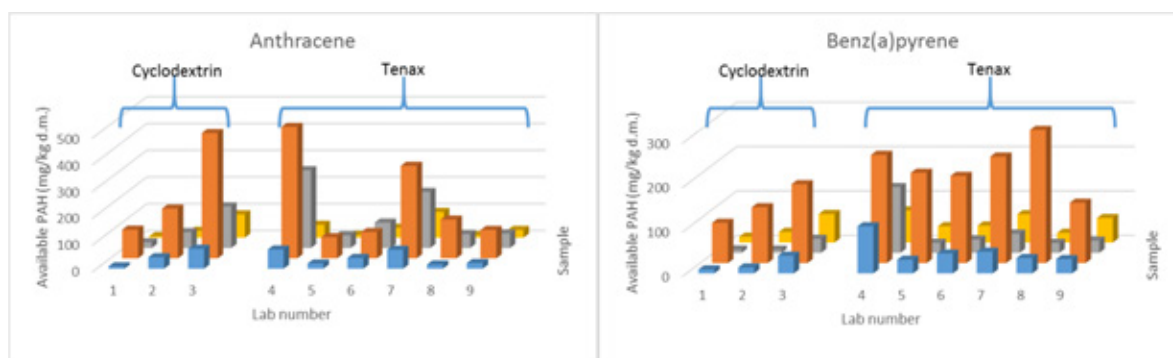 Anthracene
Cyclodextrin
Tenax
Available PAH (mg/kg d.m.)
500
400
300
200
100
0
1 2 3 4 5 6 7 8 9
Lab number
Sample
Benz(a)pyrene
Cyclodextrin
Tenax
Available PAH (mg/kg d.m.)
300
200
100
0
1 2 3 4 5 6 7 8 9
Lab number
Sample